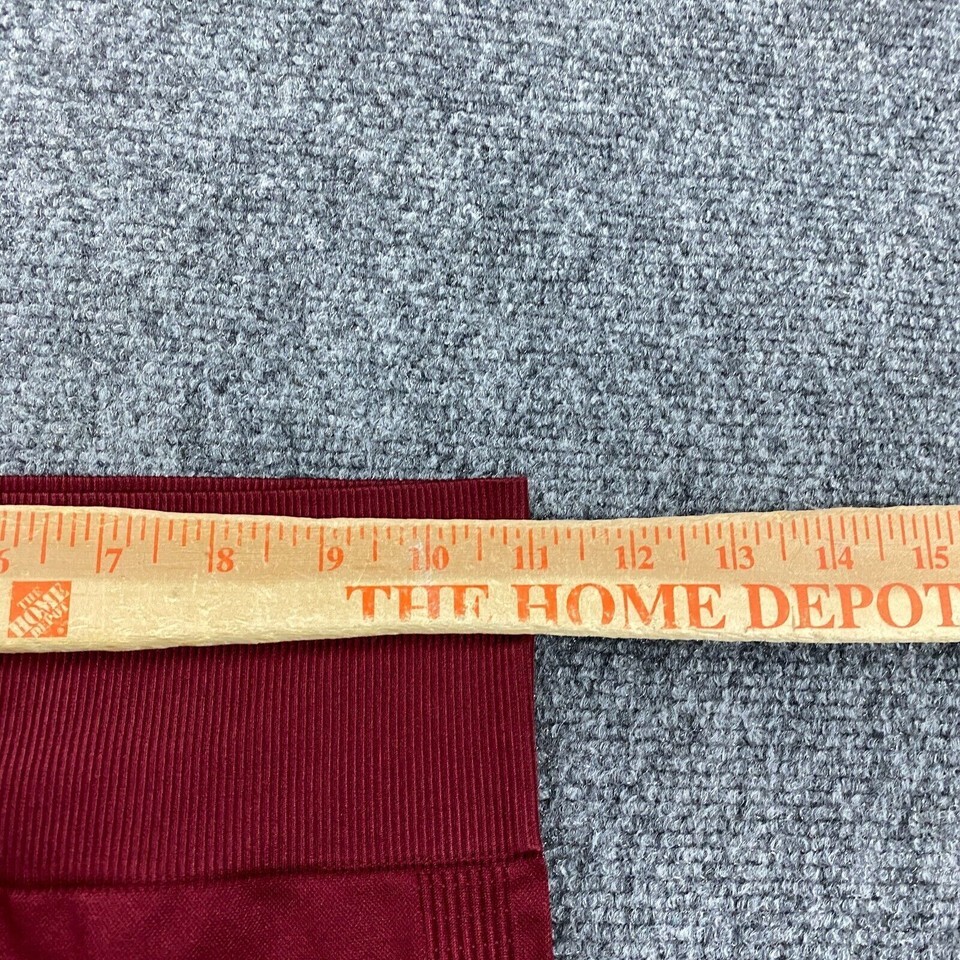 6 7 8 9 10 11 12 13 14 15
THE HOME DEPOT
THE
HOME
DEPOT